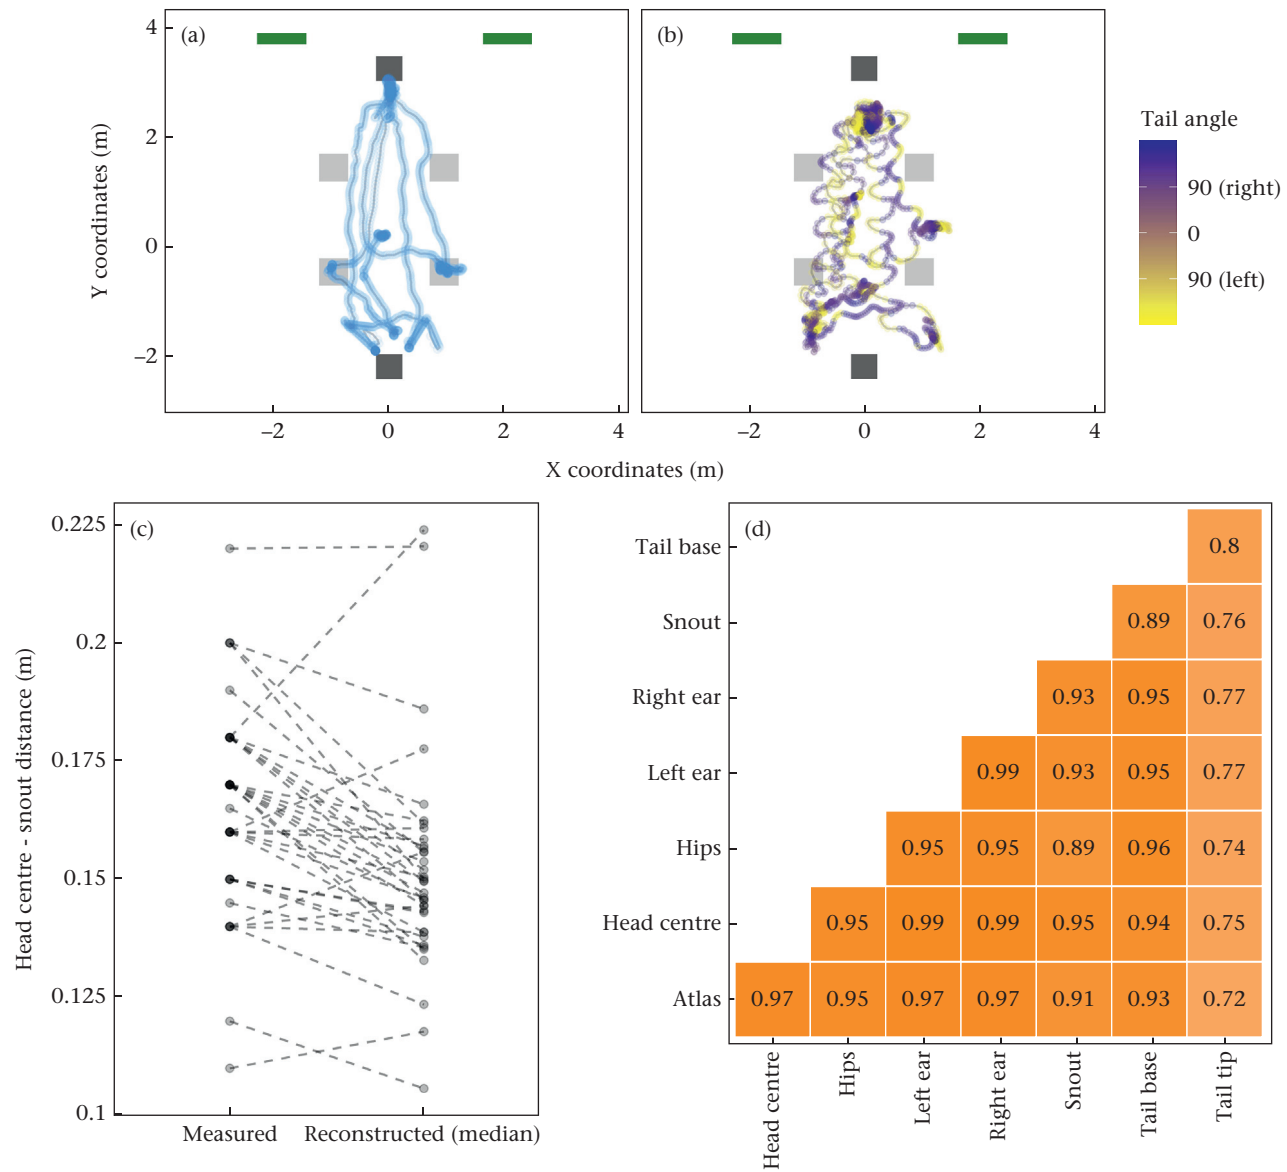 (a)
(b)
4
2
0
−2
Y coordinates (m)
−2
0
2
4
−2
0
2
4
X coordinates (m)
Tail angle
90 (right)
0
90 (left)
(c)
0.225
0.2
0.175
0.15
0.125
0.1
Head centre - snout distance (m)
Measured
Reconstructed (median)
(d)
Tail base
0.8
Snout
0.89 0.76
Right ear
0.93 0.95 0.77
Left ear
0.99 0.93 0.95 0.77
Hips
0.95 0.95 0.89 0.96 0.74
Head centre
0.95 0.99 0.99 0.95 0.94 0.75
Atlas
0.97 0.95 0.97 0.97 0.91 0.93 0.72
Head centre
Hips
Left ear
Right ear
Snout
Tail base
Tail tip